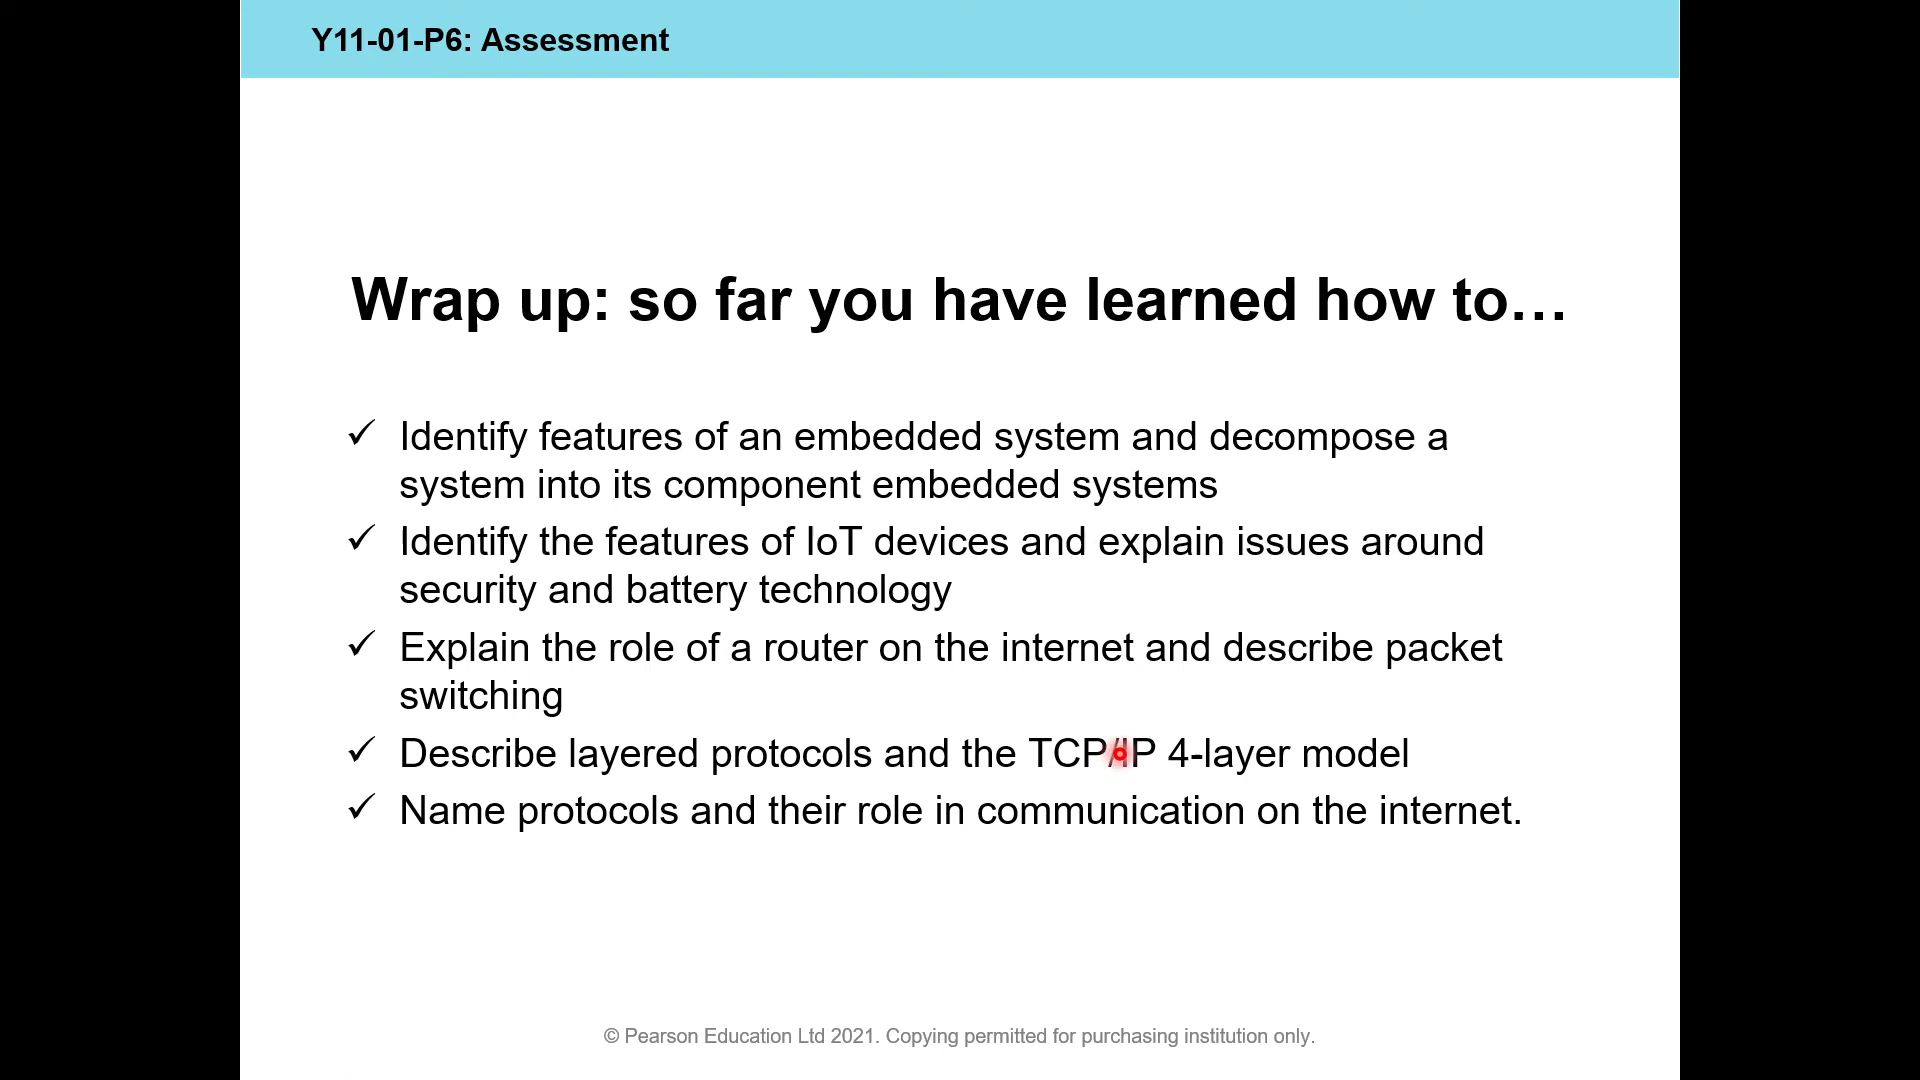 Y11-01-P6: Assessment
Wrap up: so far you have learned how to…
✓ Identify features of an embedded system and decompose a
system into its component embedded systems
✓ Identify the features of IoT devices and explain issues around
security and battery technology
✓ Explain the role of a router on the internet and describe packet
switching
✓ Describe layered protocols and the TCP/IP 4-layer model
✓ Name protocols and their role in communication on the internet.
© Pearson Education Ltd 2021. Copying permitted for purchasing institution only.